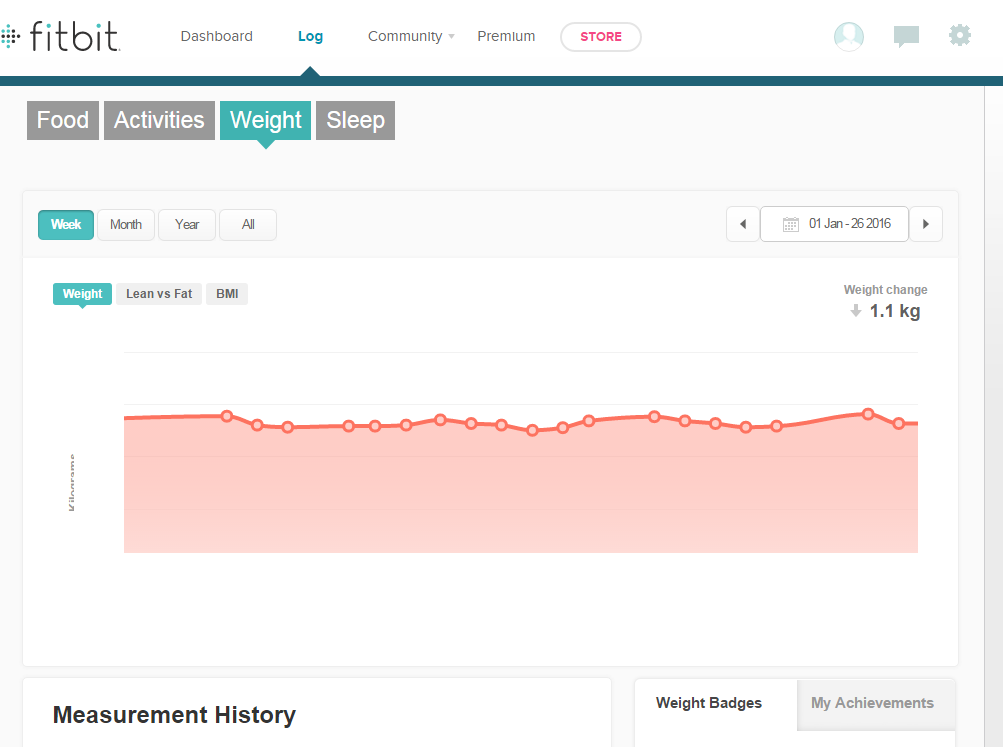 fitbit Dashboard Log Community Premium STORE
Food Activities Weight Sleep
Week Month Year All 01 Jan - 26 2016
Weight Lean vs Fat BMI
Weight change
1.1 kg
Kilograms
Measurement History
Weight Badges My Achievements